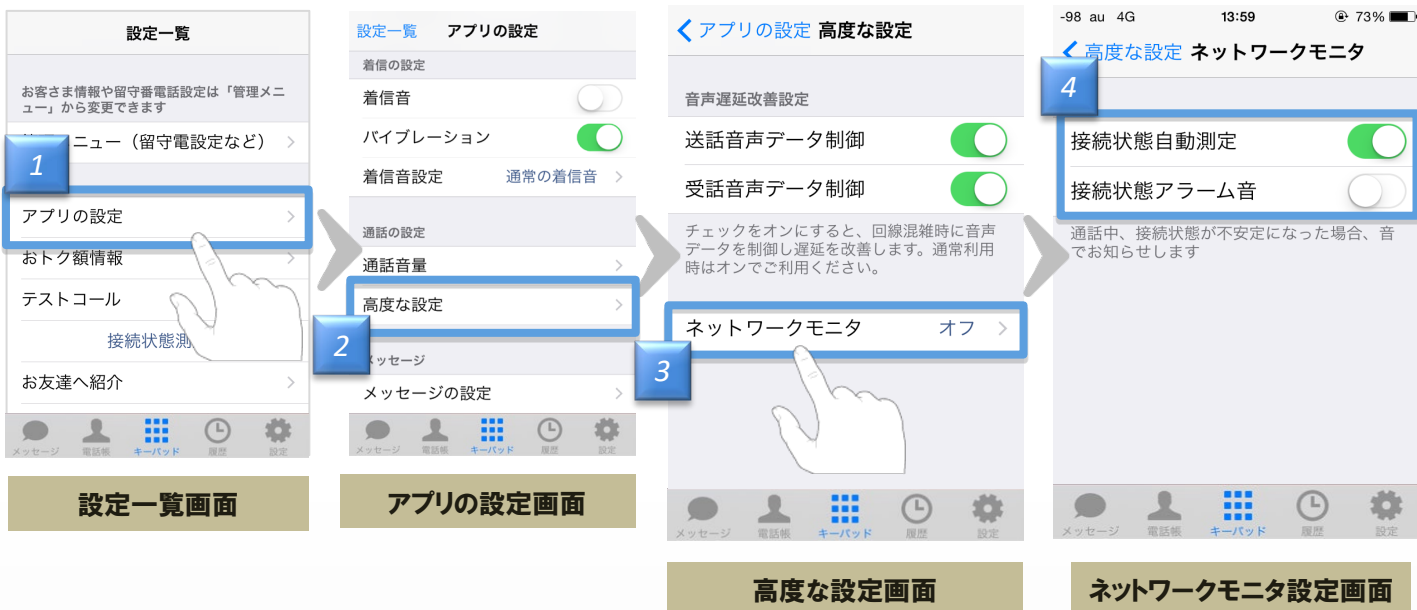 設定一覧
お客さま情報や留守番電話設定は「管理メニ
ュー」から変更できます
ニュー（留守電設定など）
1
アプリの設定
おトク額情報
テストコール
接続状態測
お友達へ紹介
メッセージ 電話帳 キーパッド 履歴 設定
設定一覧画面
設定一覧 アプリの設定
着信の設定
着信音
バイブレーション
着信音設定 通常の着信音
通話の設定
通話音量
高度な設定
2
メッセージ
メッセージの設定
メッセージ 電話帳 キーパッド 履歴 設定
アプリの設定画面
アプリの設定 高度な設定
音声遅延改善設定
送話音声データ制御
受話音声データ制御
チェックをオンにすると、回線混雑時に音声
データを制御し遅延を改善します。通常利用
時はオンでご利用ください。
ネットワークモニタ オフ
3
メッセージ 電話帳 キーパッド 履歴 設定
高度な設定画面
-98 au 4G 13:59 73%
高度な設定 ネットワークモニタ
4
接続状態自動測定
接続状態アラーム音
通話中、接続状態が不安定になった場合、音
でお知らせします
メッセージ 電話帳 キーパッド 履歴 設定
ネットワークモニタ設定画面